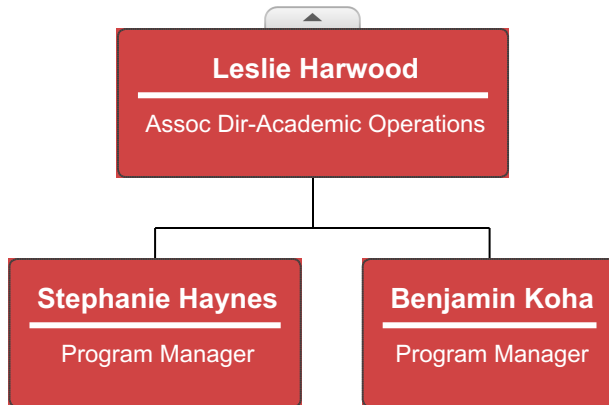 Leslie Harwood
Assoc Dir-Academic Operations
Stephanie Haynes
Benjamin Koha
Program Manager
Program Manager